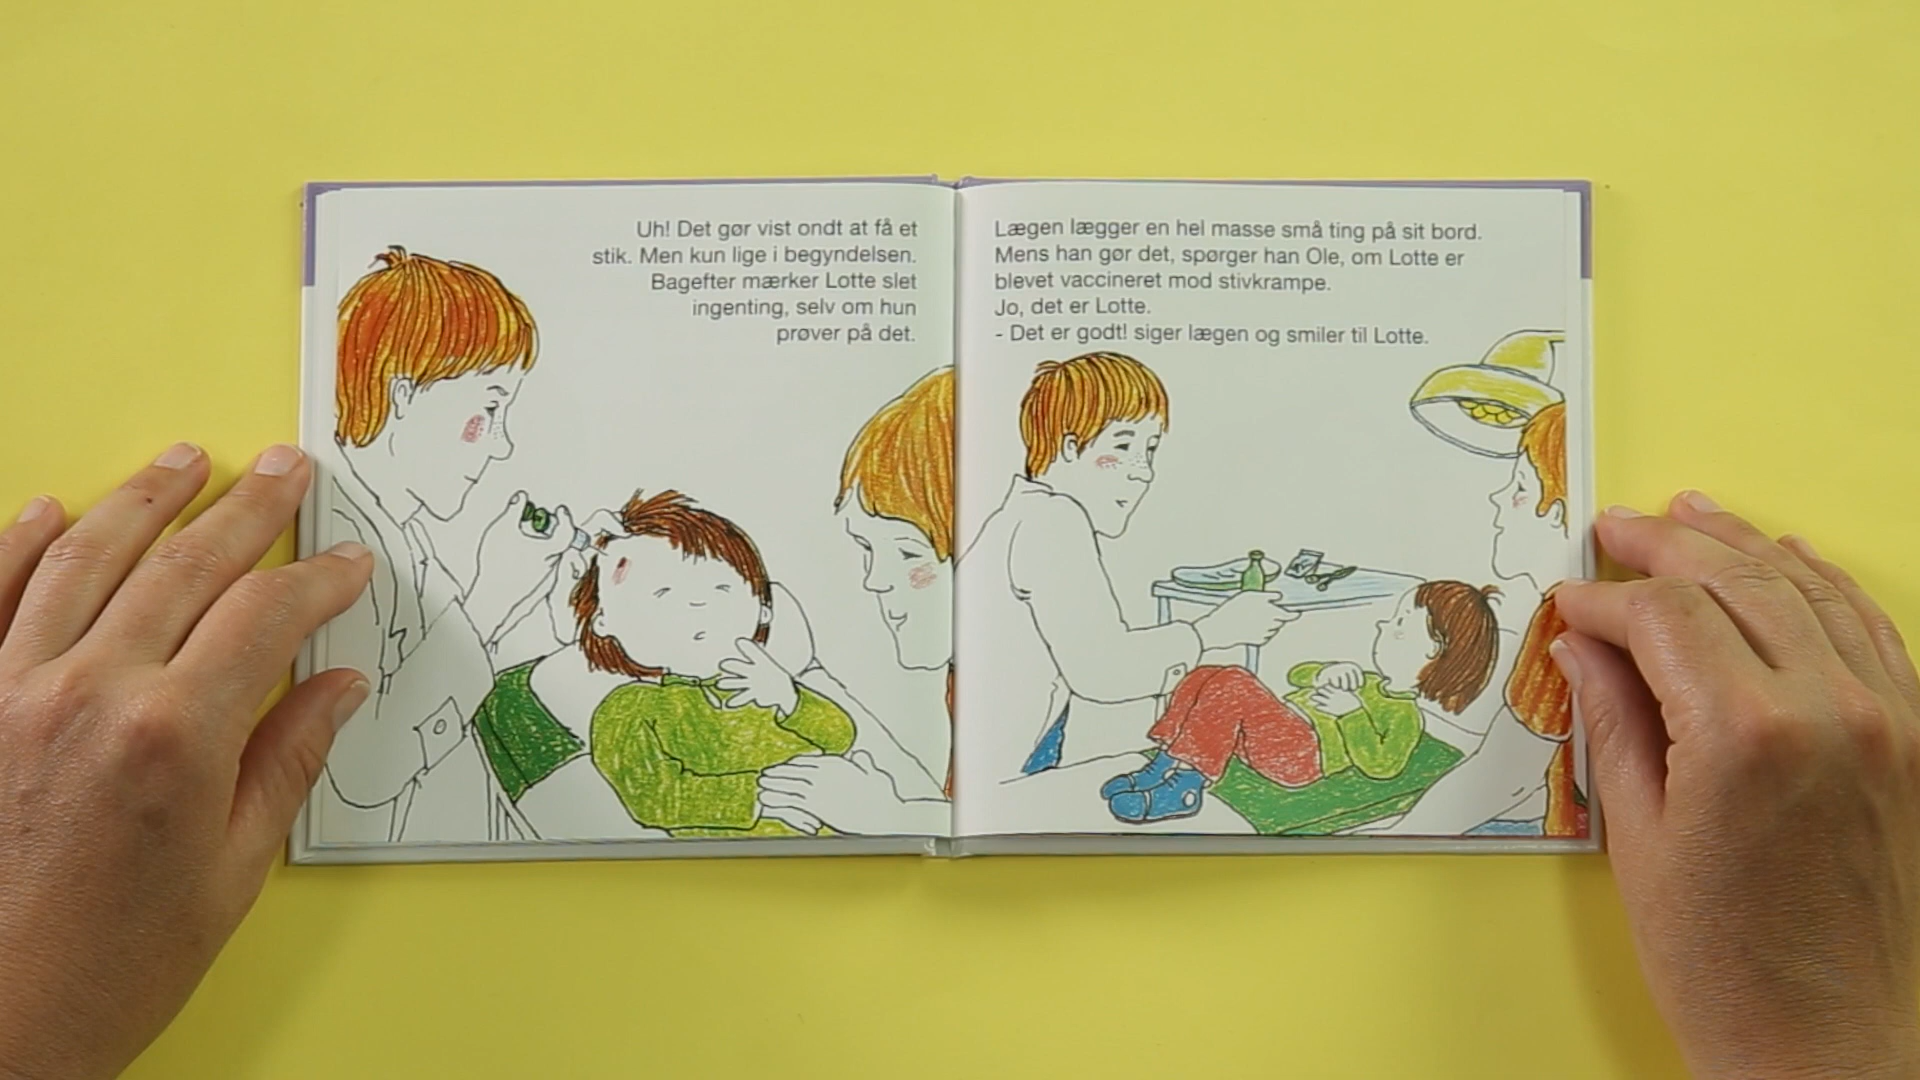 Uh! Det gør vist ondt at få et
stik. Men kun lige i begyndelsen.
Bagefter mærker Lotte slet
ingenting, selv om hun
prøver på det.
Lægen lægger en hel masse små ting på sit bord.
Mens han gør det, spørger han Ole, om Lotte er
blevet vaccineret mod stivkrampe.
Jo, det er Lotte.
- Det er godt! siger lægen og smiler til Lotte.